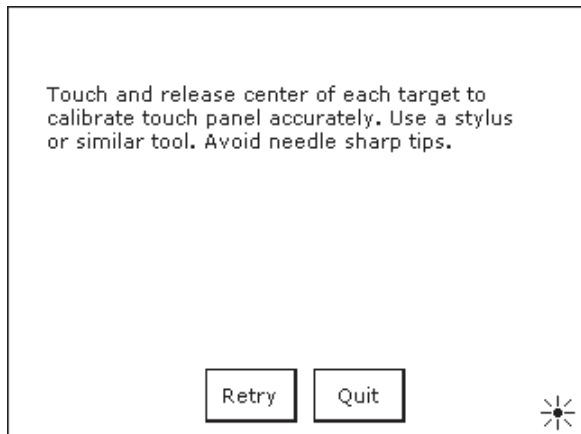 Touch and release center of each target to
calibrate touch panel accurately. Use a stylus
or similar tool. Avoid needle sharp tips.
Retry Quit